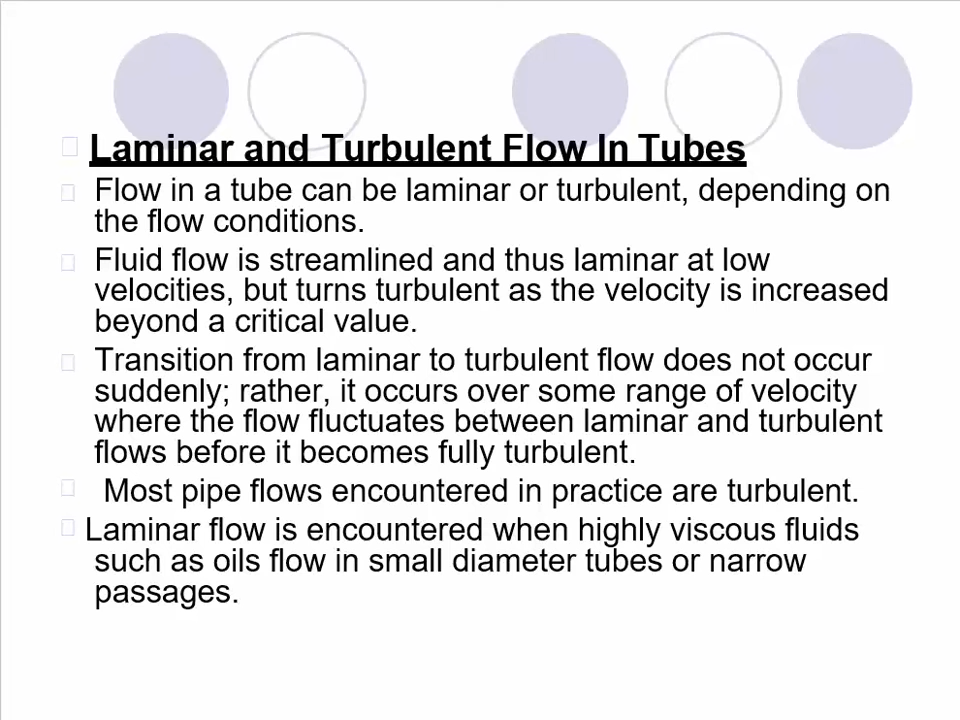 Laminar and Turbulent Flow In Tubes
Flow in a tube can be laminar or turbulent, depending on
the flow conditions.
Fluid flow is streamlined and thus laminar at low
velocities, but turns turbulent as the velocity is increased
beyond a critical value.
Transition from laminar to turbulent flow does not occur
suddenly; rather, it occurs over some range of velocity
where the flow fluctuates between laminar and turbulent
flows before it becomes fully turbulent.
Most pipe flows encountered in practice are turbulent.
Laminar flow is encountered when highly viscous fluids
such as oils flow in small diameter tubes or narrow
passages.